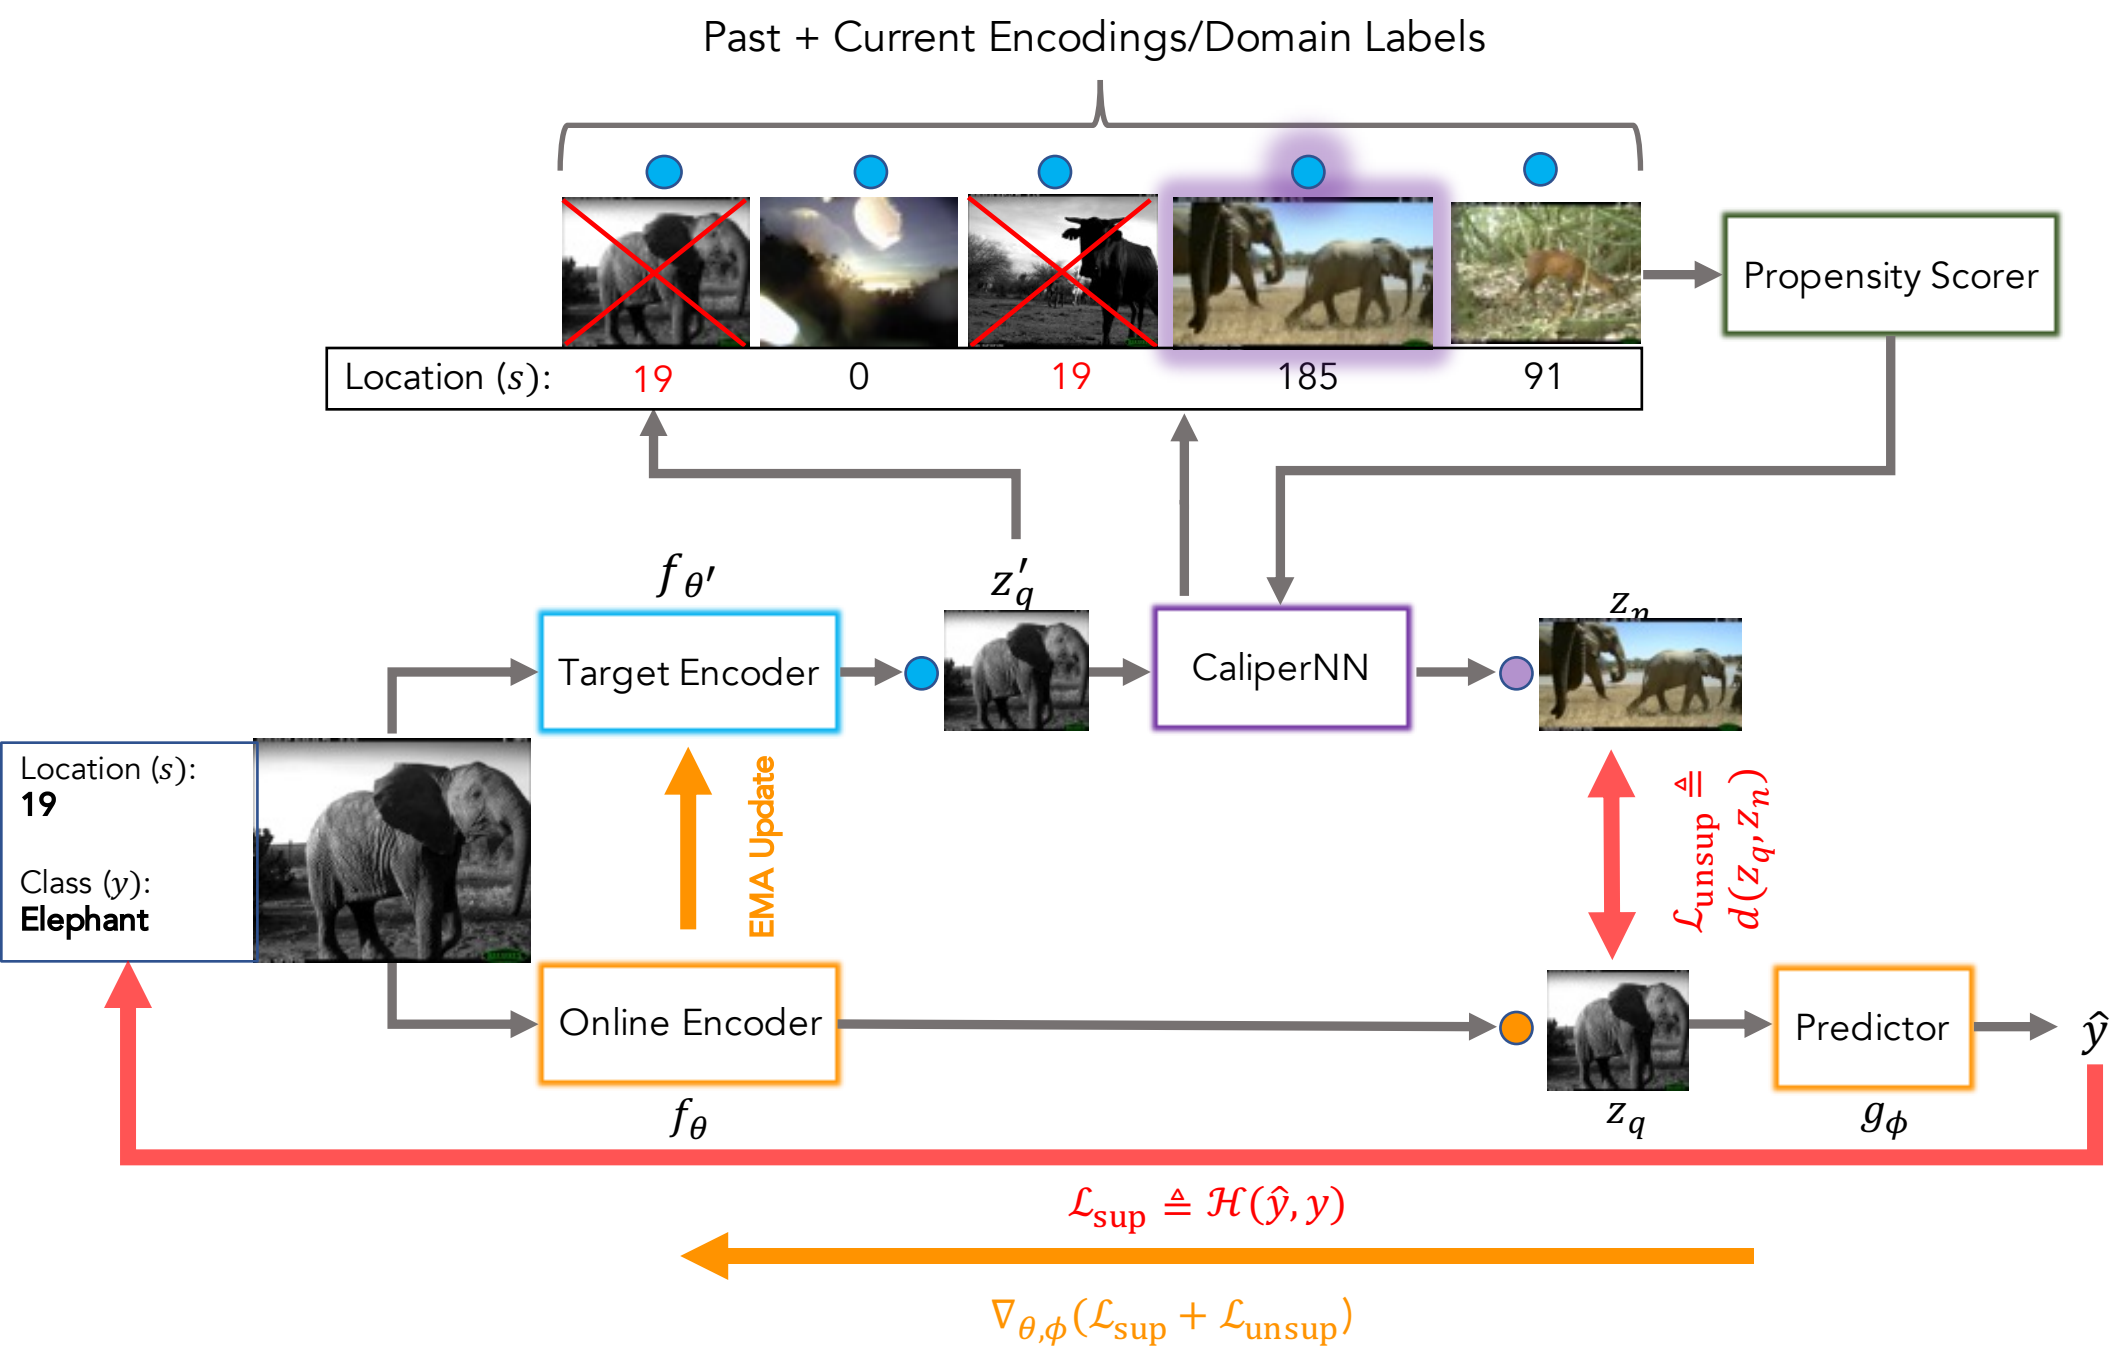 Past + Current Encodings/Domain Labels
Propensity Scorer
Location (s): 19 0 19 185 91
f_θ′
z′_q
z_n
Target Encoder
CaliperNN
Location (s):
19
Class (y):
Elephant
EMA Update
ℒ_unsup ≜
d(z_q, z_n)
Online Encoder
Predictor
ŷ
f_θ
z_q
g_ϕ
ℒ_sup ≜ ℋ(ŷ, y)
∇_θ,ϕ(ℒ_sup + ℒ_unsup)